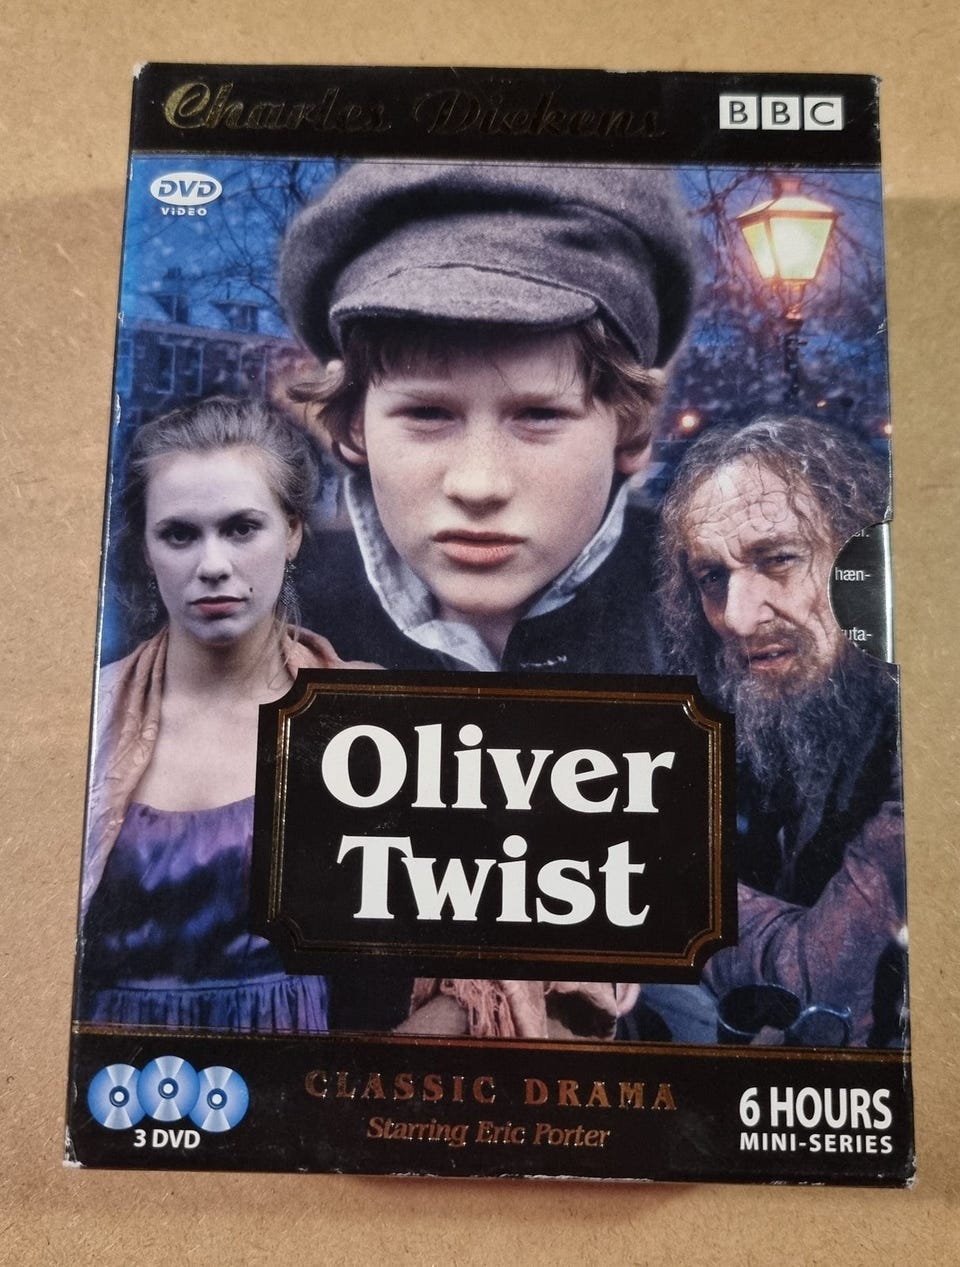 Charles Dickens
BBC
DVD
VIDEO
hæn-
uta-
Oliver
Twist
CLASSIC DRAMA
Starring Eric Porter
3 DVD
6 HOURS
MINI-SERIES